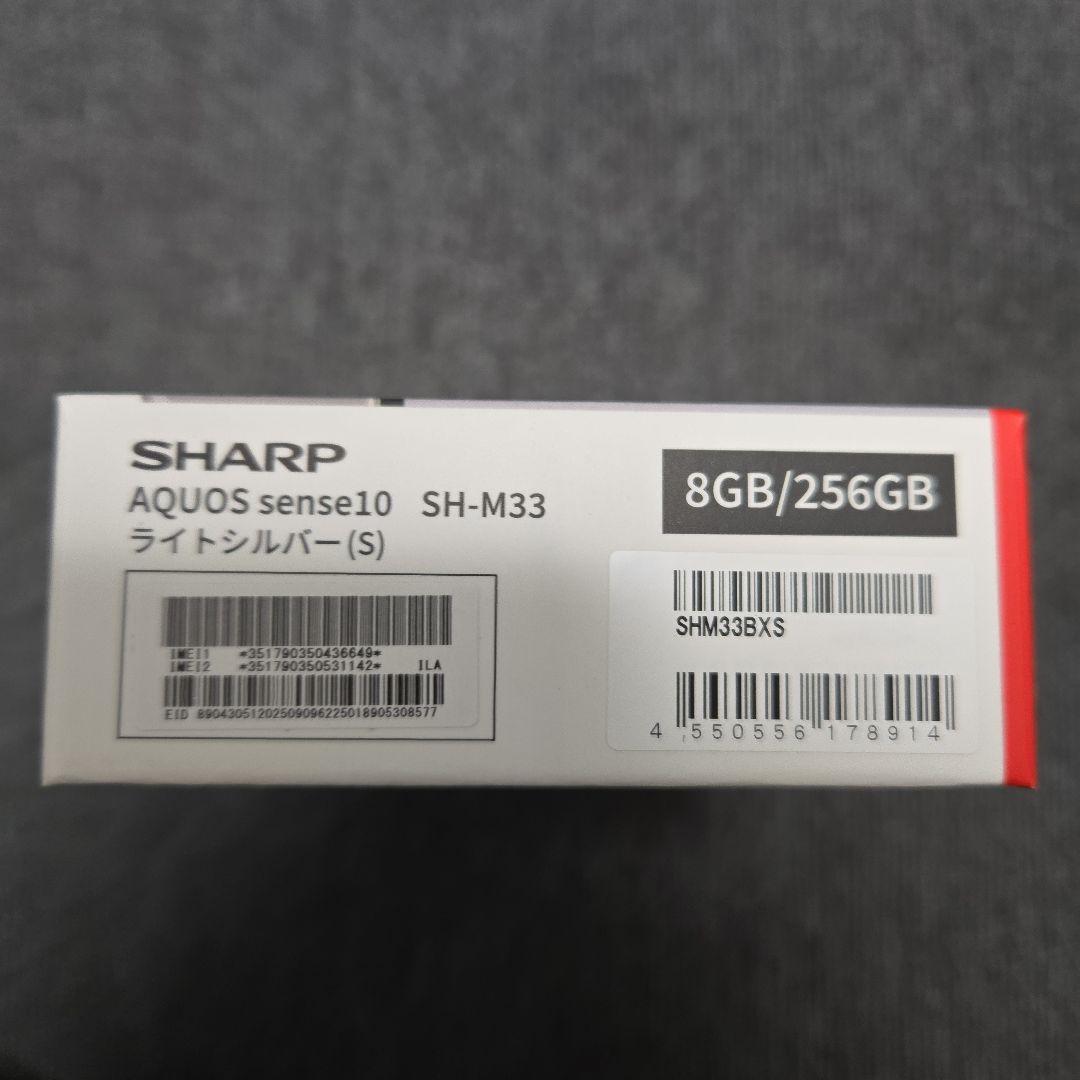 SHARP
AQUOS sense10 SH-M33
ライトシルバー(S)
8GB/256GB
IMEI1 *351790350436649*
IMEI2 *351790350531142* ILA
EID 89043051202509096225018905308577
SHM33BXS
4 550556 178914